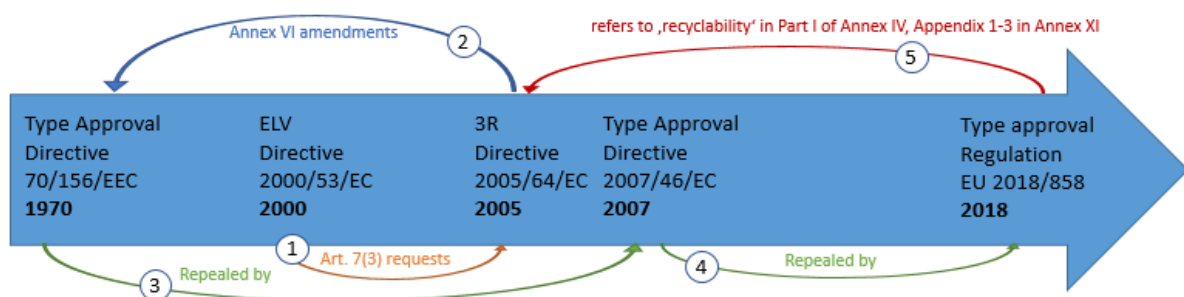 Annex VI amendments
2
refers to ‚recyclability‘ in Part I of Annex IV, Appendix 1-3 in Annex XI
5
Type Approval
Directive
70/156/EEC
1970
ELV
Directive
2000/53/EC
2000
3R
Directive
2005/64/EC
2005
Type Approval
Directive
2007/46/EC
2007
Type approval
Regulation
EU 2018/858
2018
1
Art. 7(3) requests
3
Repealed by
4
Repealed by